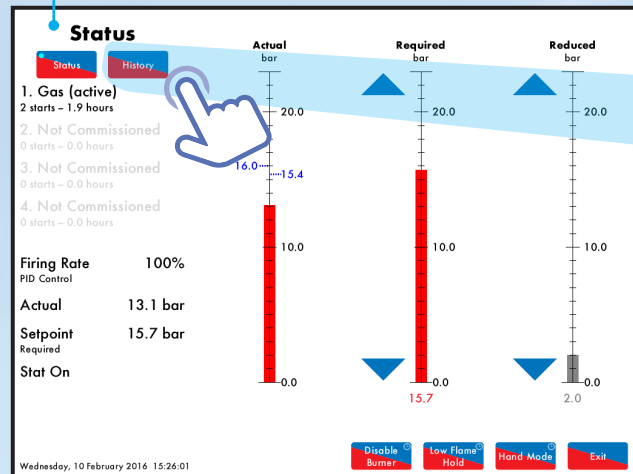 Status
Status
History
1. Gas (active)
2 starts – 1.9 hours
2. Not Commissioned
0 starts – 0.0 hours
3. Not Commissioned
0 starts – 0.0 hours
4. Not Commissioned
0 starts – 0.0 hours
Firing Rate 100%
PID Control
Actual 13.1 bar
Setpoint 15.7 bar
Required
Stat On
Actual
bar
20.0
16.0
15.4
10.0
0.0
Required
bar
20.0
10.0
0.0
15.7
Reduced
bar
20.0
10.0
0.0
2.0
Disable
Burner
Low Flame
Hold
Hand Mode
Exit
Wednesday, 10 February 2016 15:26:01